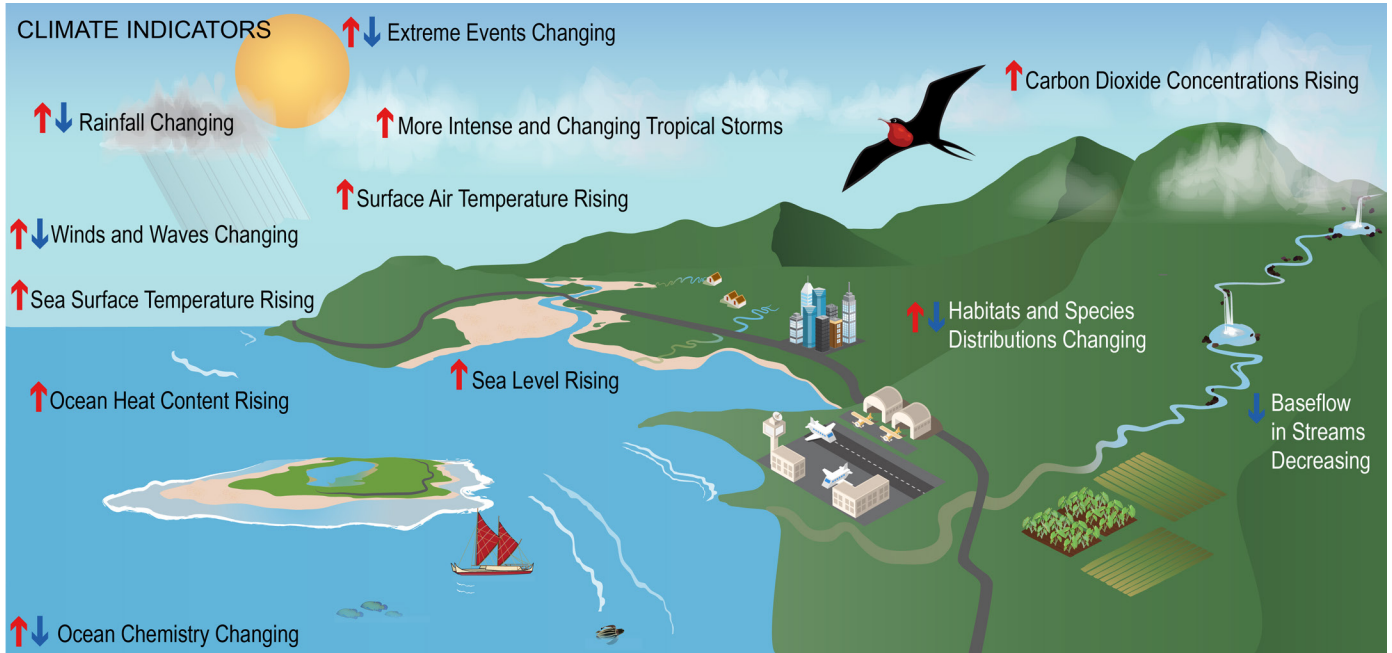 CLIMATE INDICATORS
Extreme Events Changing
Carbon Dioxide Concentrations Rising
Rainfall Changing
More Intense and Changing Tropical Storms
Surface Air Temperature Rising
Winds and Waves Changing
Sea Surface Temperature Rising
Habitats and Species
Distributions Changing
Sea Level Rising
Ocean Heat Content Rising
Baseflow
in Streams
Decreasing
Ocean Chemistry Changing